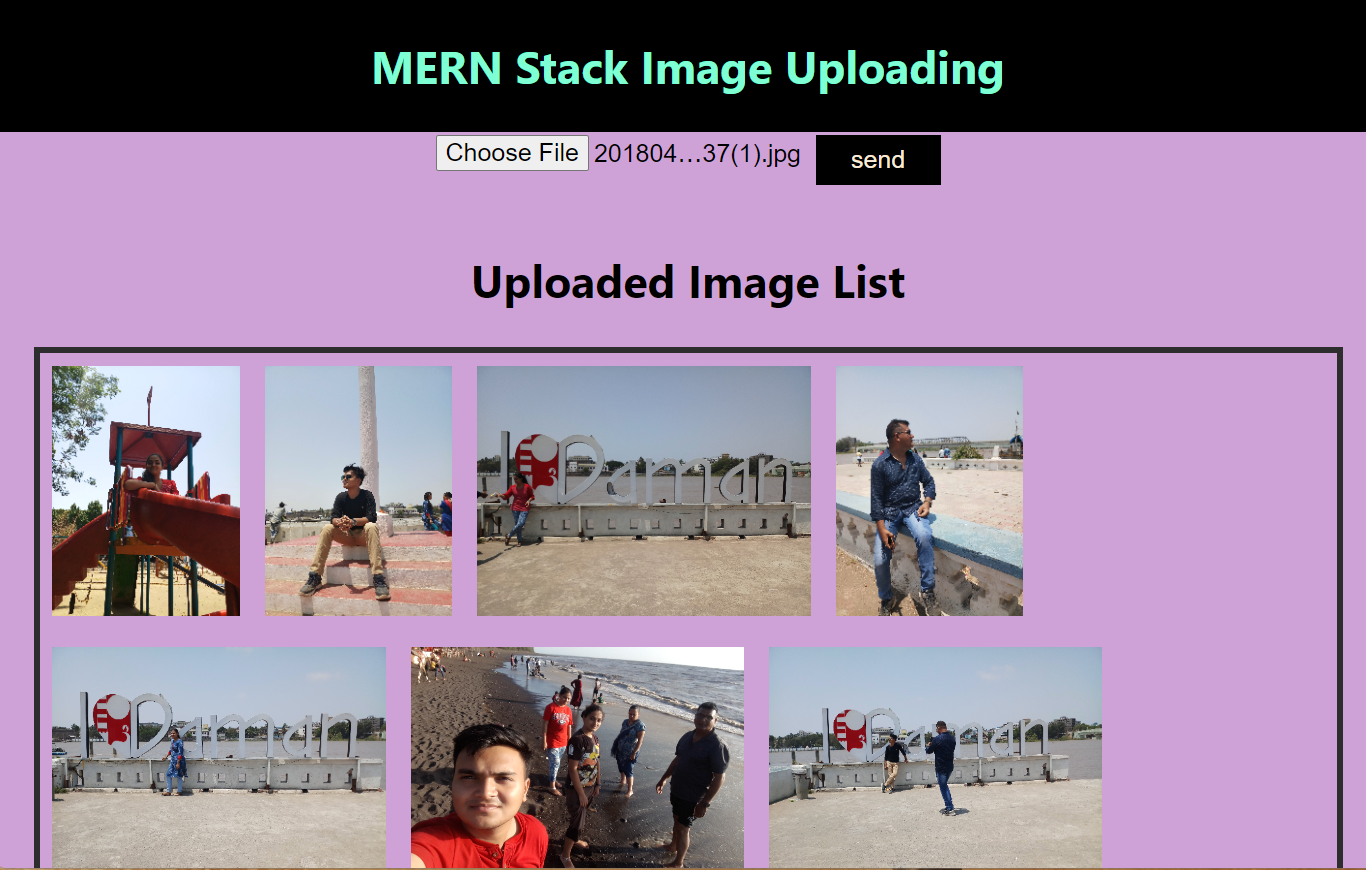 MERN Stack Image Uploading
Choose File 201804…37(1).jpg send
Uploaded Image List
I Daman
I Daman
I Daman